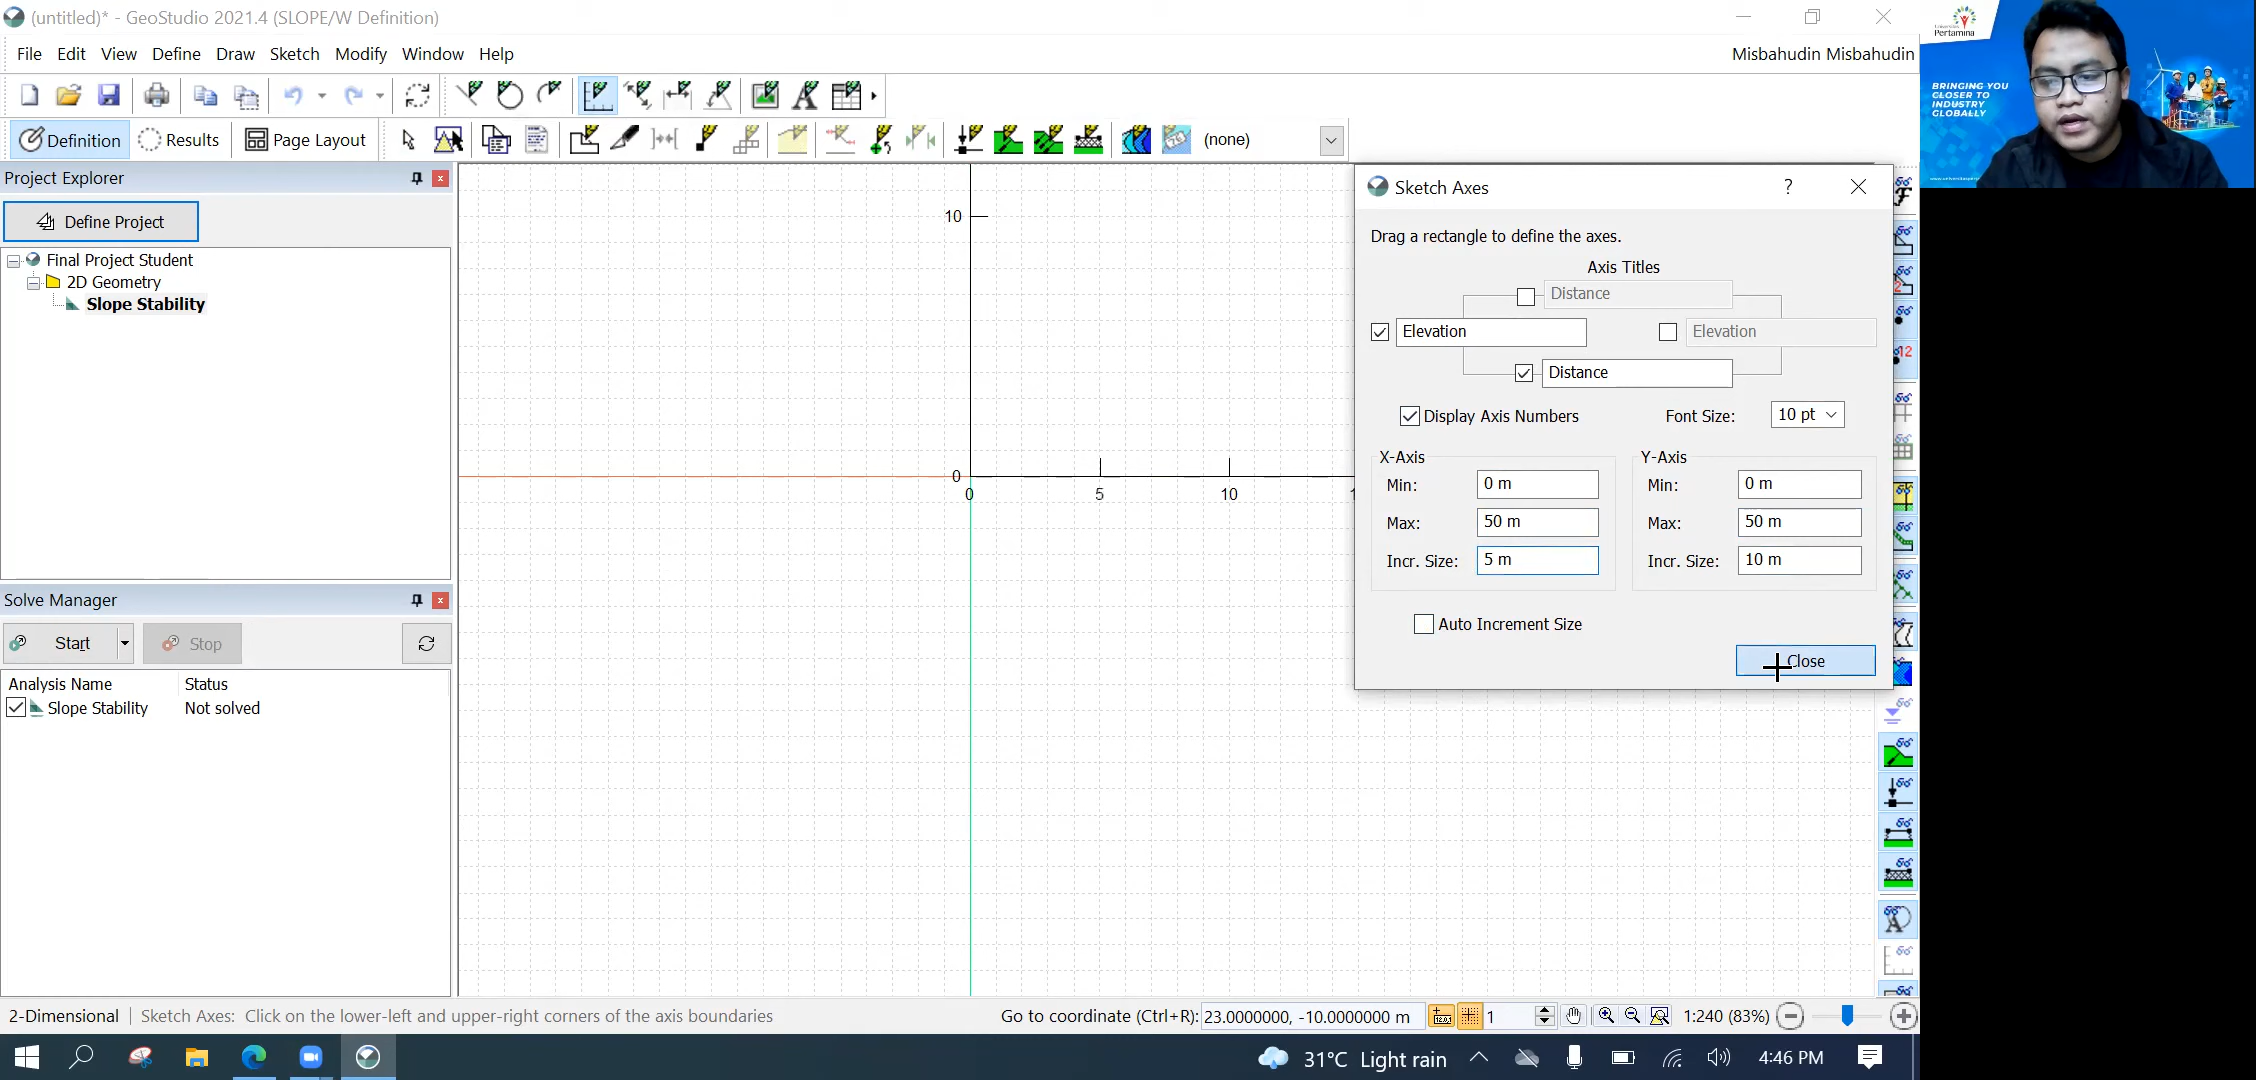 (untitled)* - GeoStudio 2021.4 (SLOPE/W Definition)
File Edit View Define Draw Sketch Modify Window Help
Misbahudin Misbahudin
Definition Results Page Layout (none)
Project Explorer
Define Project
Final Project Student
2D Geometry
Slope Stability
Solve Manager
Start Stop
Analysis Name Status
Slope Stability Not solved
10
0
0 5 10
Sketch Axes ?
Drag a rectangle to define the axes.
Axis Titles
Distance
Elevation Elevation
Distance
Display Axis Numbers Font Size: 10 pt
X-Axis Y-Axis
Min: 0 m Min: 0 m
Max: 50 m Max: 50 m
Incr. Size: 5 m Incr. Size: 10 m
Auto Increment Size
Close
Universitas
Pertamina
BRINGING YOU
CLOSER TO
INDUSTRY
GLOBALLY
2-Dimensional Sketch Axes: Click on the lower-left and upper-right corners of the axis boundaries Go to coordinate (Ctrl+R): 23.0000000, -10.0000000 m 1 1:240 (83%)
31°C Light rain 4:46 PM